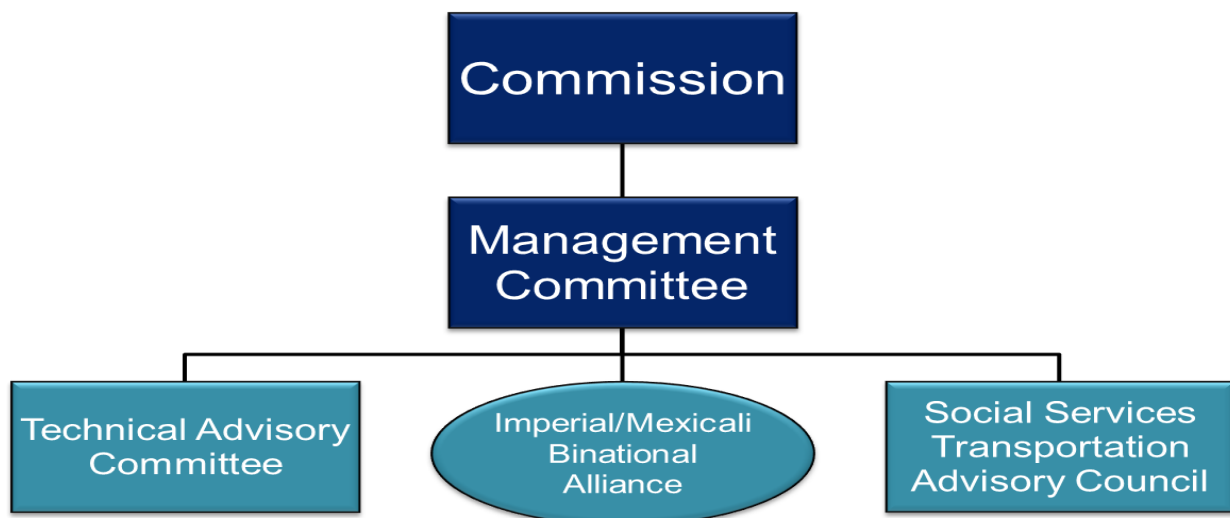 Commission
Management
Committee
Technical Advisory
Committee
Imperial/Mexicali
Binational
Alliance
Social Services
Transportation
Advisory Council